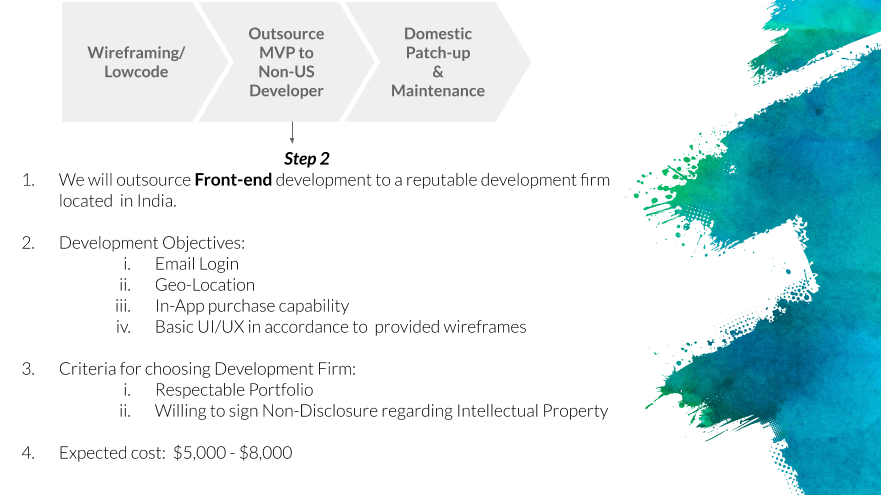 Wireframing/
Lowcode
Outsource
MVP to
Non-US
Developer
Domestic
Patch-up
&
Maintenance
Step 2
1. We will outsource Front-end development to a reputable development firm
located in India.
2. Development Objectives:
i. Email Login
ii. Geo-Location
iii. In-App purchase capability
iv. Basic UI/UX in accordance to provided wireframes
3. Criteria for choosing Development Firm:
i. Respectable Portfolio
ii. Willing to sign Non-Disclosure regarding Intellectual Property
4. Expected cost: $5,000 - $8,000